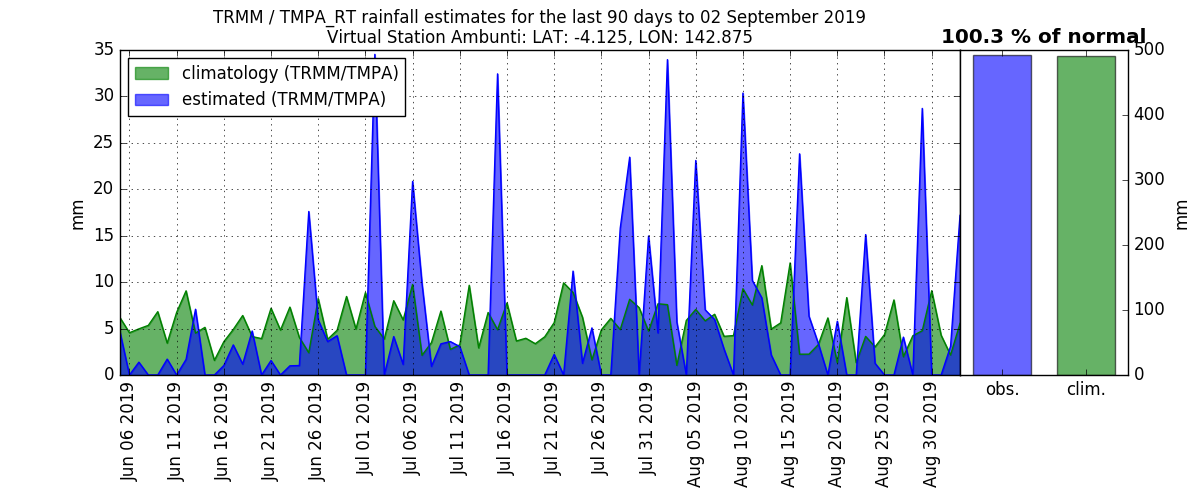 TRMM / TMPA_RT rainfall estimates for the last 90 days to 02 September 2019
Virtual Station Ambunti: LAT: -4.125, LON: 142.875
100.3 % of normal
climatology (TRMM/TMPA)
estimated (TRMM/TMPA)
35
30
25
20
15
10
5
0
mm
500
400
300
200
100
0
mm
Jun 06 2019
Jun 11 2019
Jun 16 2019
Jun 21 2019
Jun 26 2019
Jul 01 2019
Jul 06 2019
Jul 11 2019
Jul 16 2019
Jul 21 2019
Jul 26 2019
Jul 31 2019
Aug 05 2019
Aug 10 2019
Aug 15 2019
Aug 20 2019
Aug 25 2019
Aug 30 2019
obs.
clim.